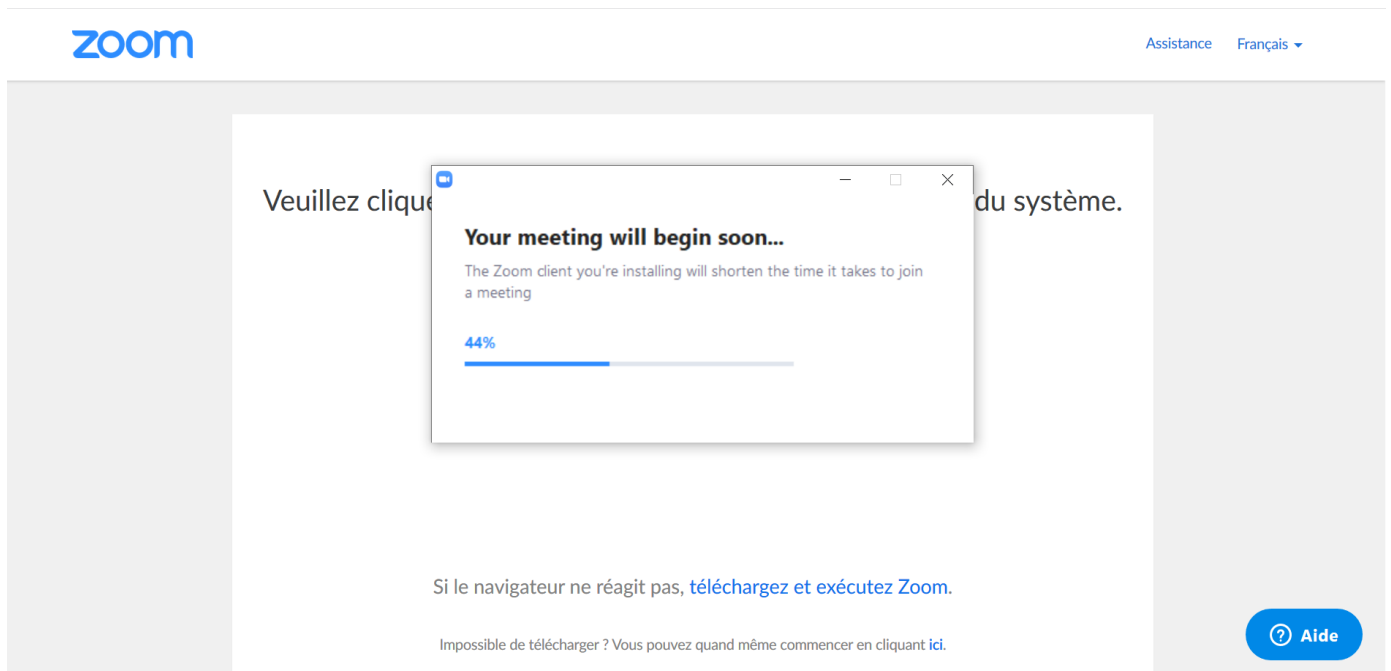 zoom
Assistance Français
Veuillez clique du système.
Your meeting will begin soon...
The Zoom client you're installing will shorten the time it takes to join
a meeting
44%
Si le navigateur ne réagit pas, téléchargez et exécutez Zoom.
Aide
Impossible de télécharger ? Vous pouvez quand même commencer en cliquant ici.